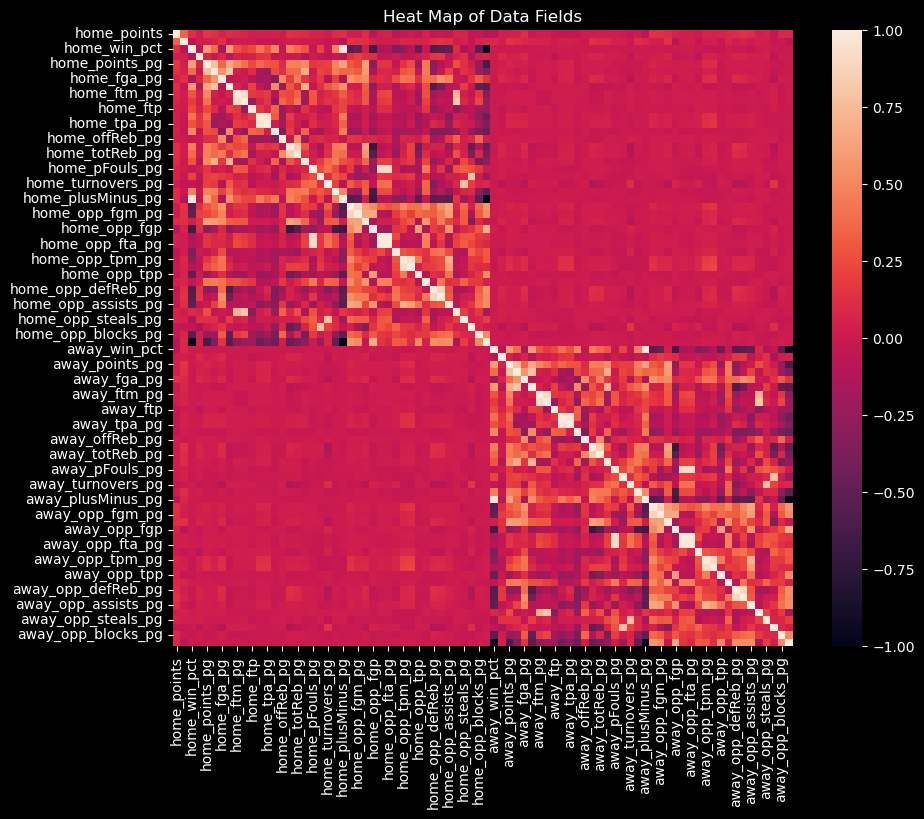 Heat Map of Data Fields
home_points
home_win_pct
home_points_pg
home_fga_pg
home_ftm_pg
home_ftp
home_tpa_pg
home_offReb_pg
home_totReb_pg
home_pFouls_pg
home_turnovers_pg
home_plusMinus_pg
home_opp_fgm_pg
home_opp_fgp
home_opp_fta_pg
home_opp_tpm_pg
home_opp_tpp
home_opp_defReb_pg
home_opp_assists_pg
home_opp_steals_pg
home_opp_blocks_pg
away_win_pct
away_points_pg
away_fga_pg
away_ftm_pg
away_ftp
away_tpa_pg
away_offReb_pg
away_totReb_pg
away_pFouls_pg
away_turnovers_pg
away_plusMinus_pg
away_opp_fgm_pg
away_opp_fgp
away_opp_fta_pg
away_opp_tpm_pg
away_opp_tpp
away_opp_defReb_pg
away_opp_assists_pg
away_opp_steals_pg
away_opp_blocks_pg
home_points
home_win_pct
home_points_pg
home_fga_pg
home_ftm_pg
home_ftp
home_tpa_pg
home_offReb_pg
home_totReb_pg
home_pFouls_pg
home_turnovers_pg
home_plusMinus_pg
home_opp_fgm_pg
home_opp_fgp
home_opp_fta_pg
home_opp_tpm_pg
home_opp_tpp
home_opp_defReb_pg
home_opp_assists_pg
home_opp_steals_pg
home_opp_blocks_pg
away_win_pct
away_points_pg
away_fga_pg
away_ftm_pg
away_ftp
away_tpa_pg
away_offReb_pg
away_totReb_pg
away_pFouls_pg
away_turnovers_pg
away_plusMinus_pg
away_opp_fgm_pg
away_opp_fgp
away_opp_fta_pg
away_opp_tpm_pg
away_opp_tpp
away_opp_defReb_pg
away_opp_assists_pg
away_opp_steals_pg
away_opp_blocks_pg
1.00
0.75
0.50
0.25
0.00
−0.25
−0.50
−0.75
−1.00